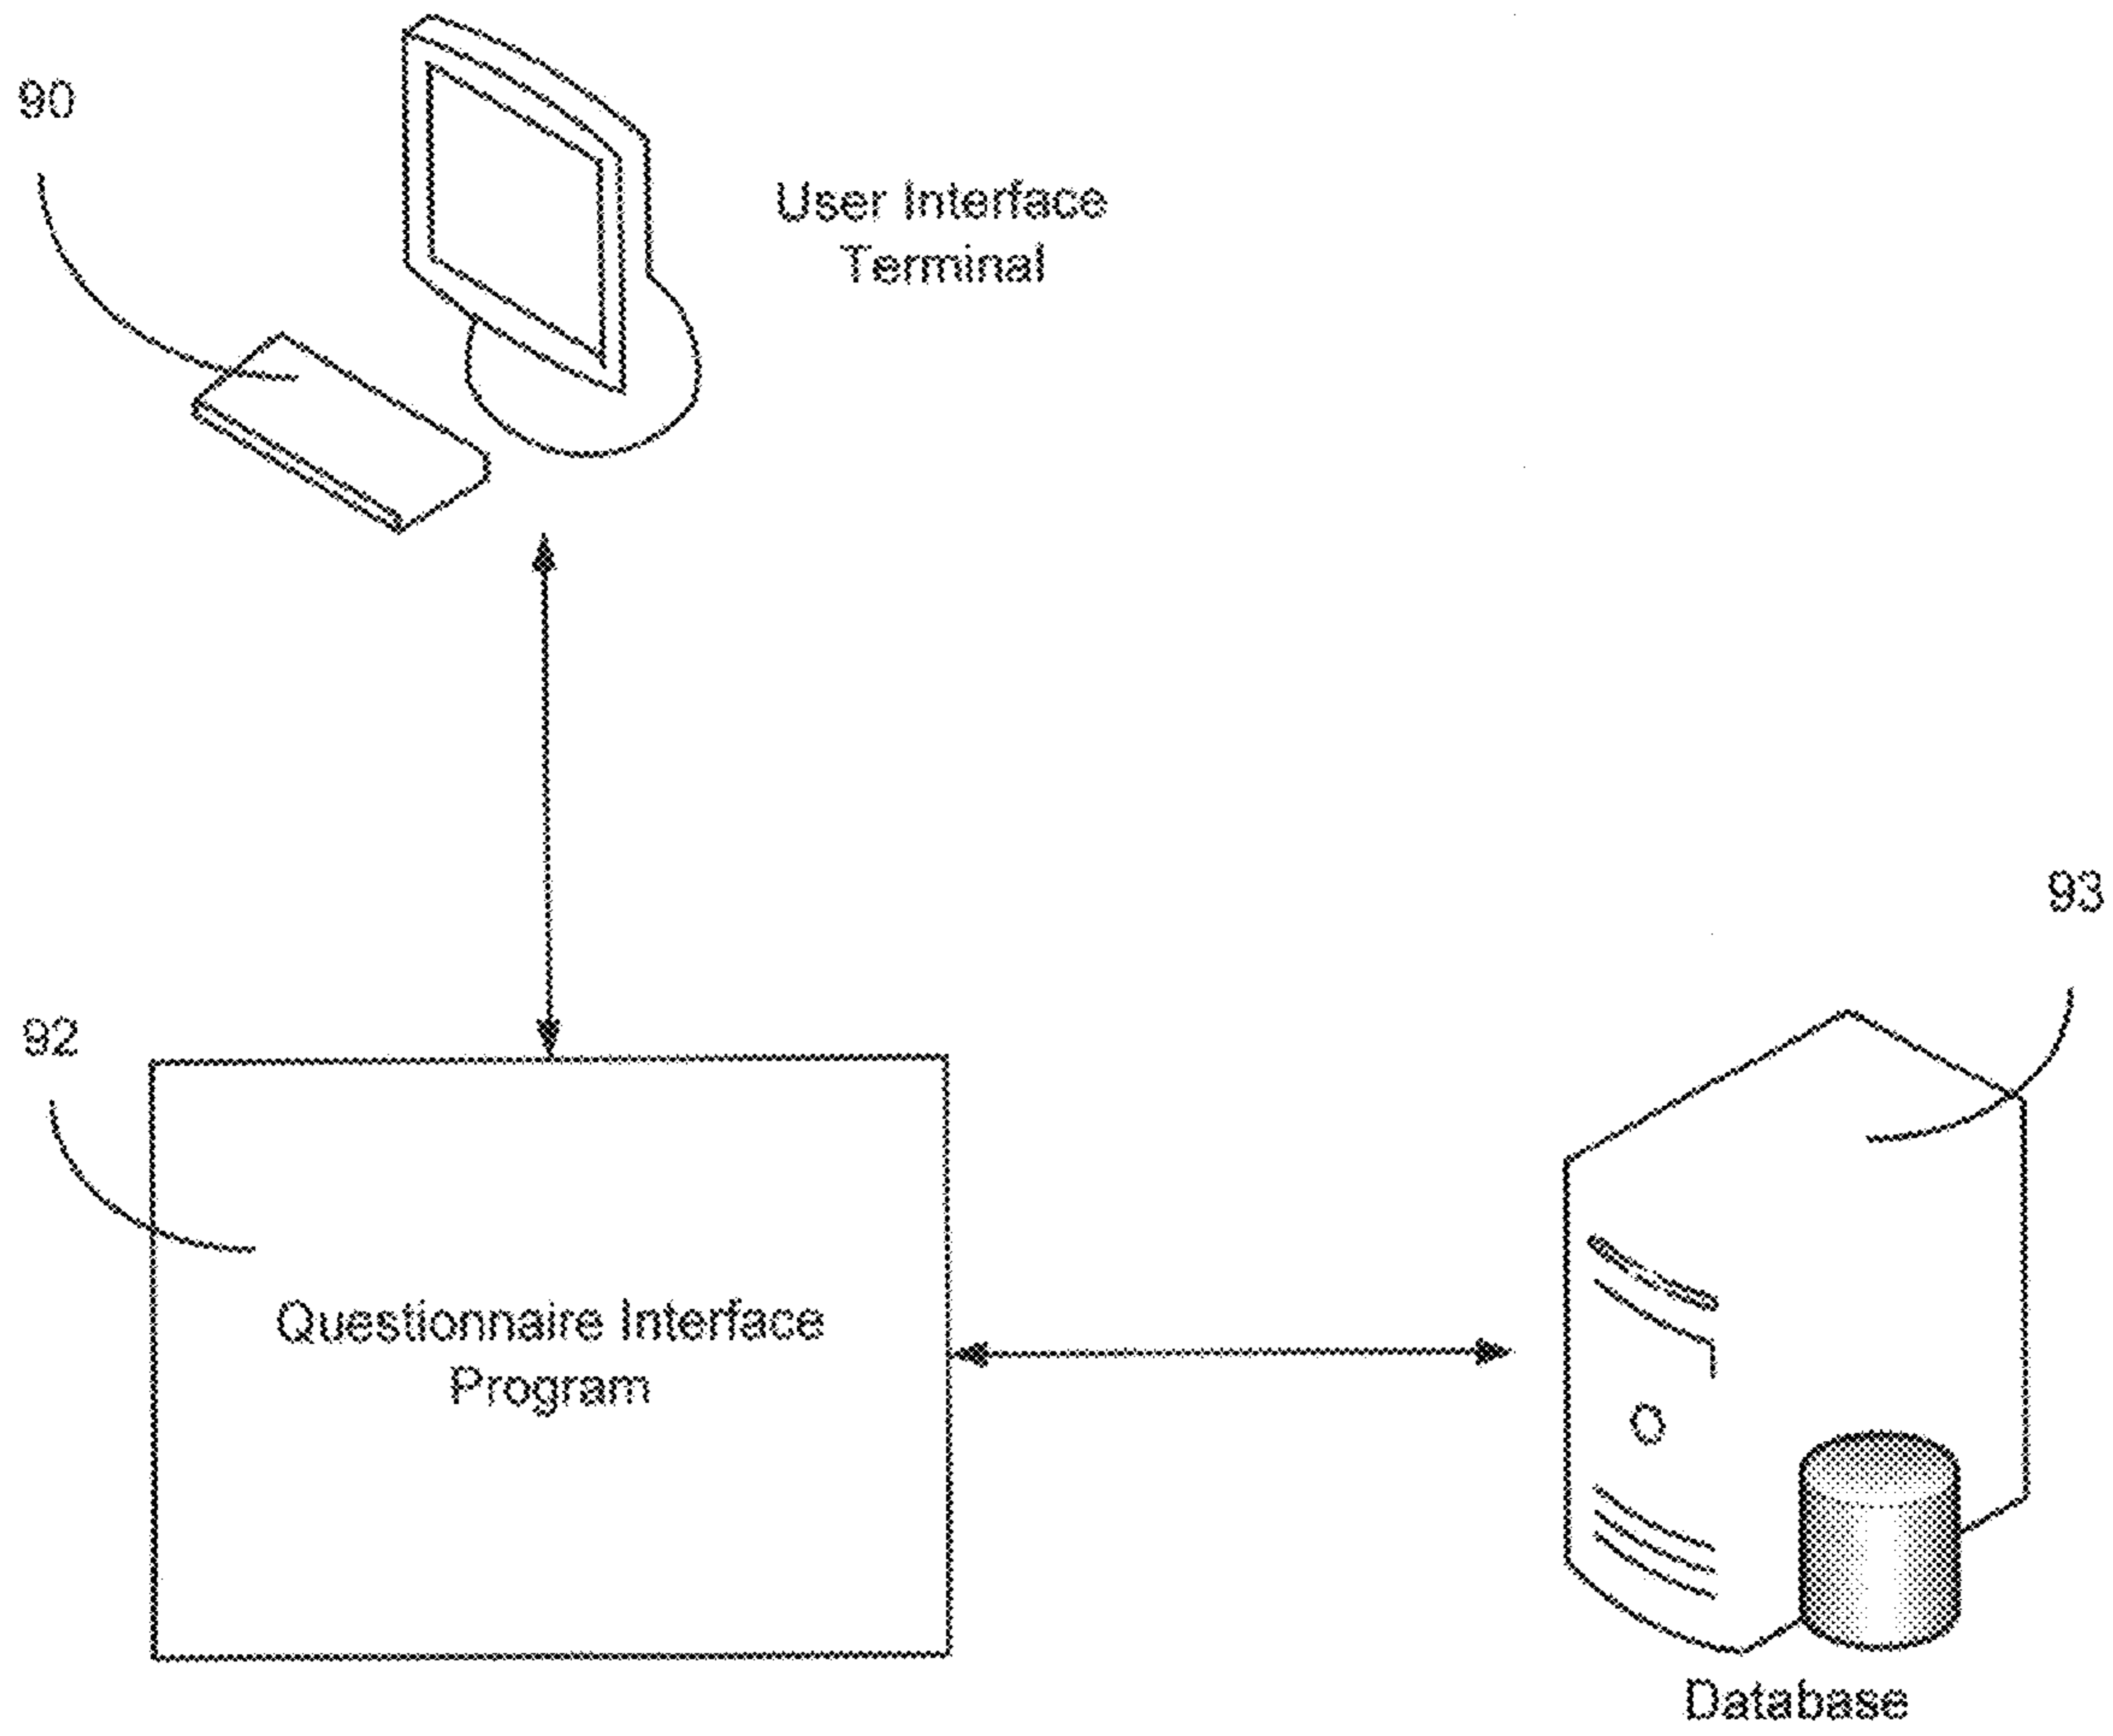 90
User Interface
Terminal
93
92
Questionnaire Interface
Program
Database